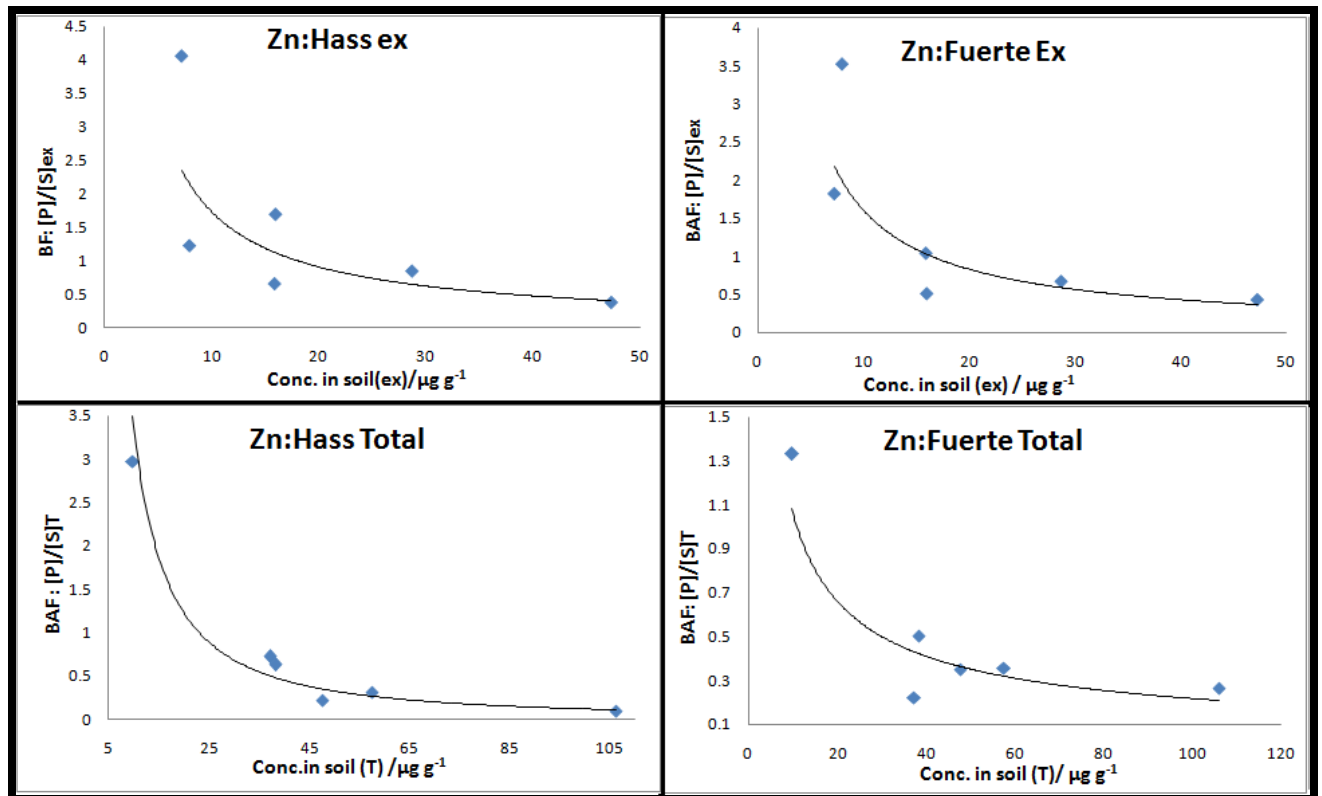 Zn:Hass ex
BF: [P]/[S]ex
4.5
4
3.5
3
2.5
2
1.5
1
0.5
0
0 10 20 30 40 50
Conc. in soil(ex)/µg g⁻¹
Zn:Fuerte Ex
BAF: [P]/[S]ex
4
3.5
3
2.5
2
1.5
1
0.5
0
0 10 20 30 40 50
Conc. in soil (ex) / µg g⁻¹
Zn:Hass Total
BAF : [P]/[S]T
3.5
3
2.5
2
1.5
1
0.5
0
5 25 45 65 85 105
Conc.in soil (T) /µg g⁻¹
Zn:Fuerte Total
BAF: [P]/[S]T
1.5
1.3
1.1
0.9
0.7
0.5
0.3
0.1
0 20 40 60 80 100 120
Conc. in soil (T)/ µg g⁻¹